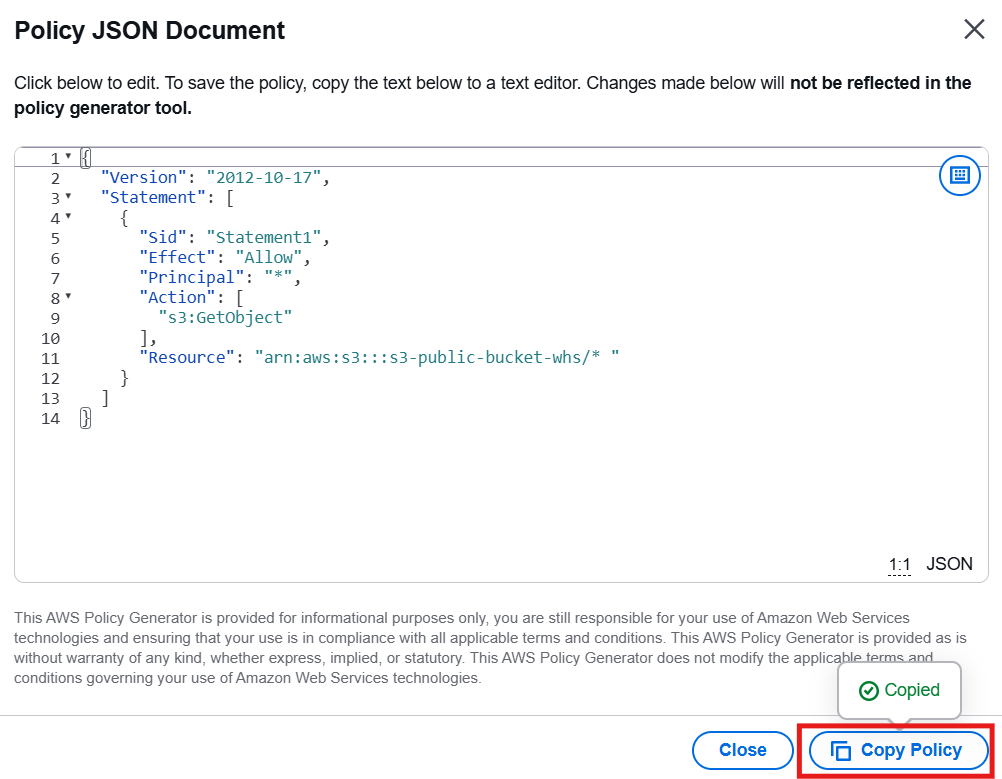 Policy JSON Document
Click below to edit. To save the policy, copy the text below to a text editor. Changes made below will not be reflected in the
policy generator tool.
1 {
2   "Version": "2012-10-17",
3   "Statement": [
4     {
5       "Sid": "Statement1",
6       "Effect": "Allow",
7       "Principal": "*",
8       "Action": [
9         "s3:GetObject"
10       ],
11       "Resource": "arn:aws:s3:::s3-public-bucket-whs/* "
12     }
13   ]
14 }
1:1 JSON
This AWS Policy Generator is provided for informational purposes only, you are still responsible for your use of Amazon Web Services
technologies and ensuring that your use is in compliance with all applicable terms and conditions. This AWS Policy Generator is provided as is
without warranty of any kind, whether express, implied, or statutory. This AWS Policy Generator does not modify the applicable terms and
conditions governing your use of Amazon Web Services technologies.
Copied
Close Copy Policy